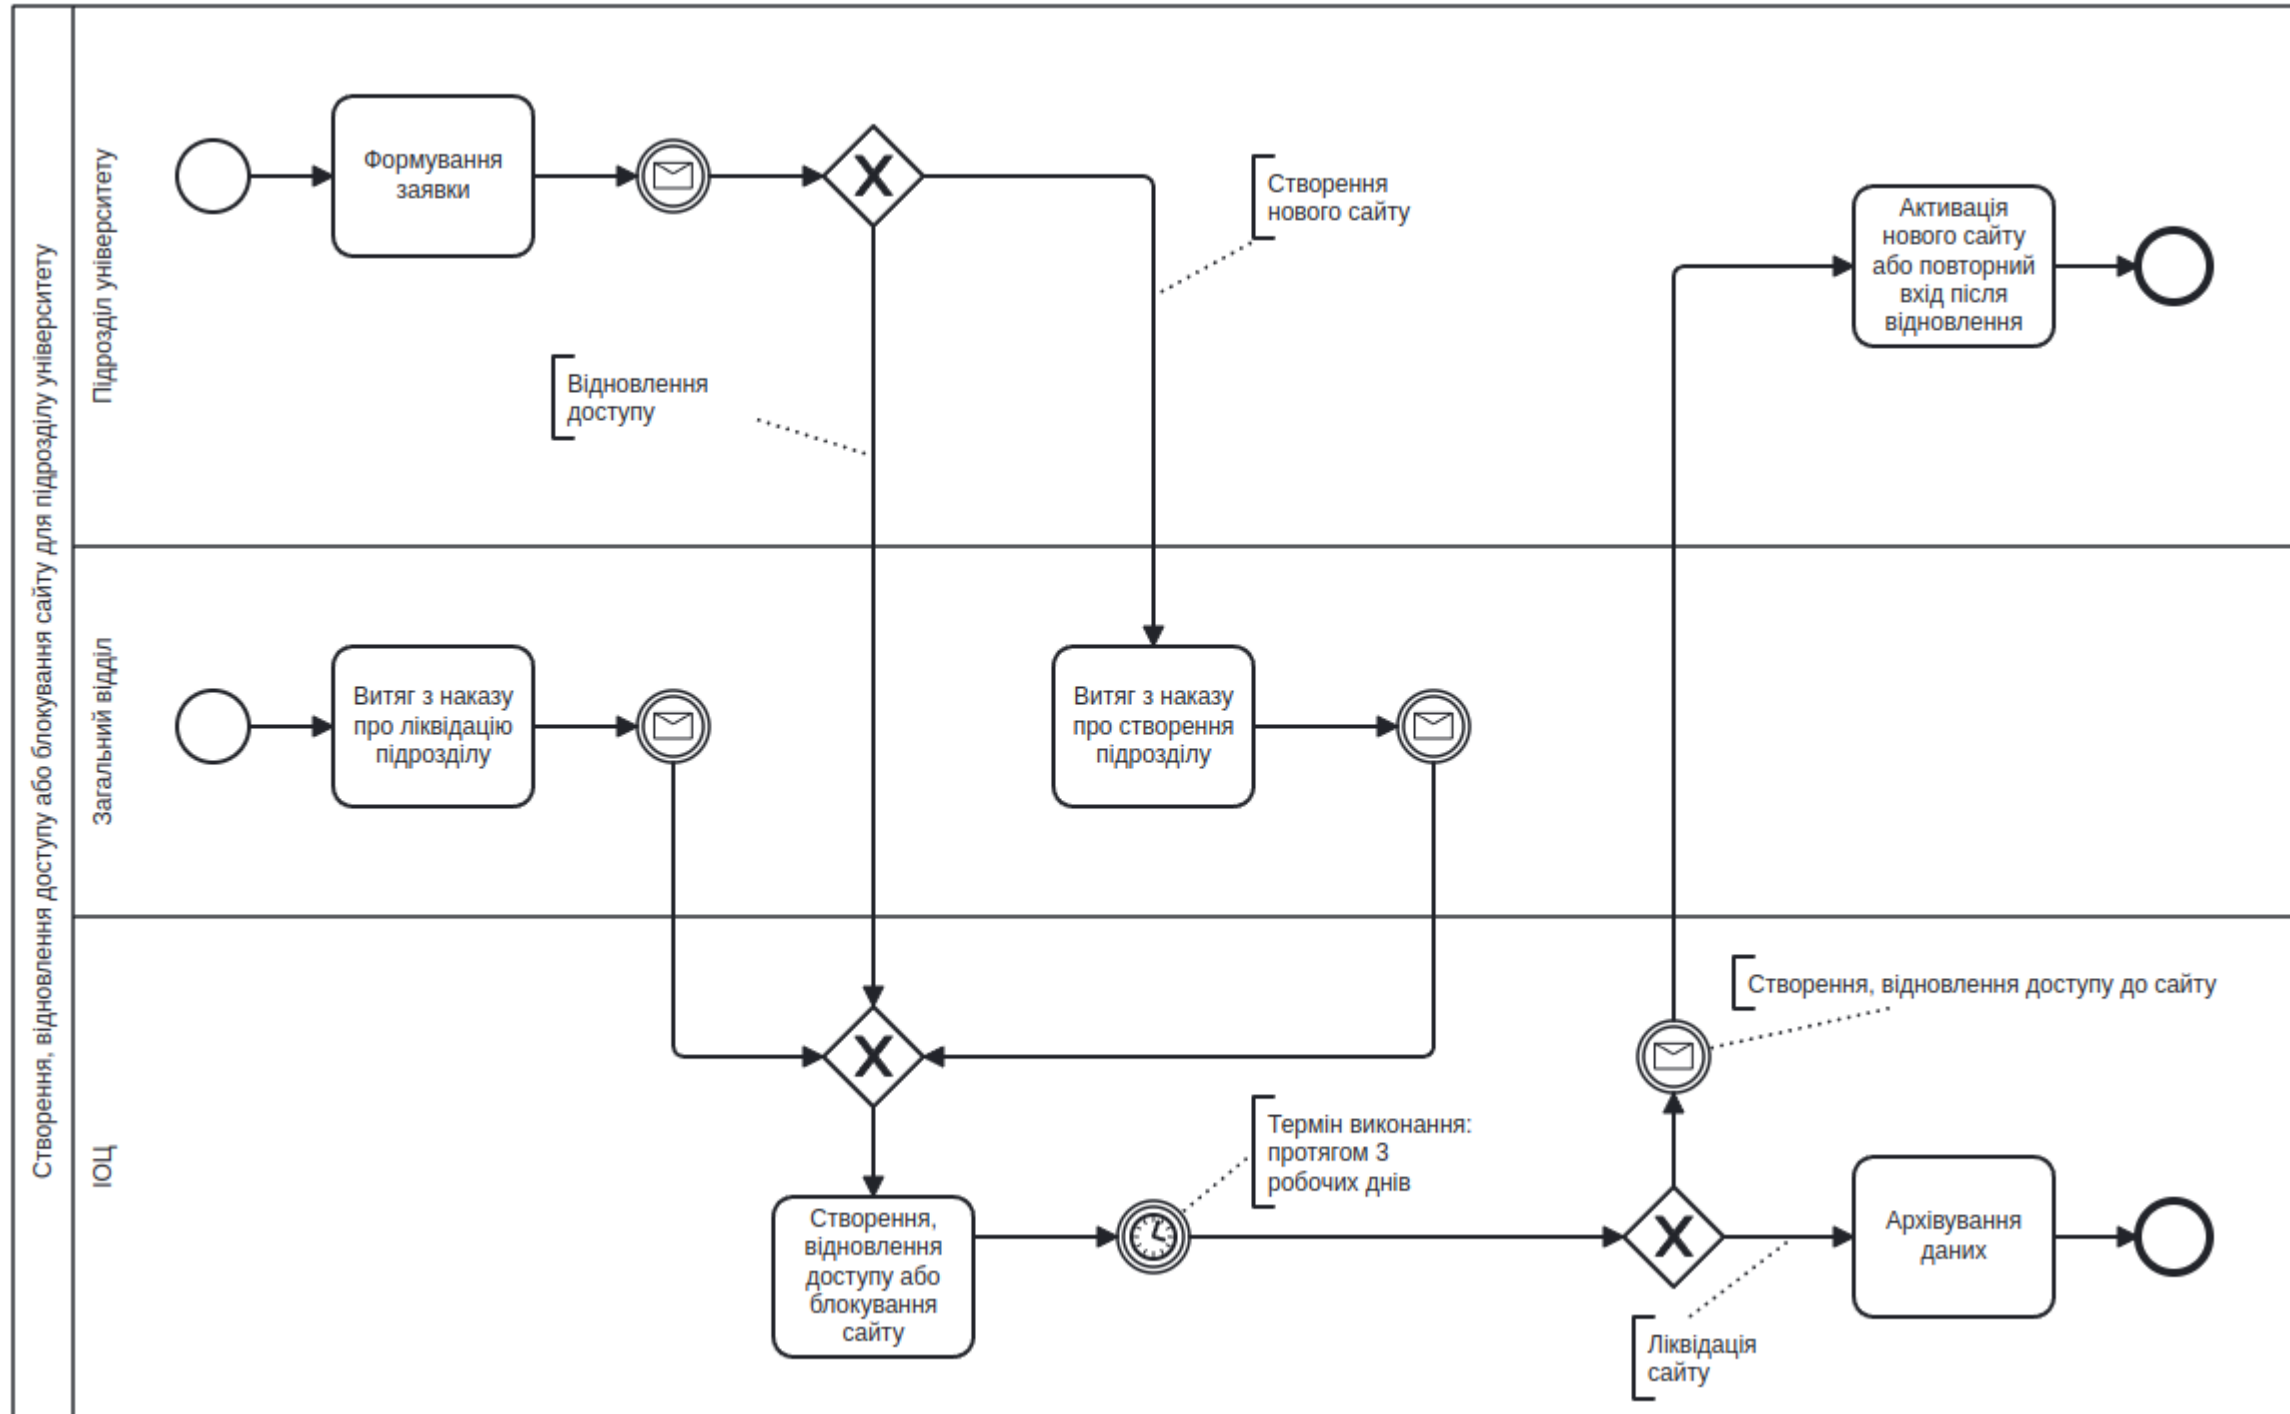 Створення, відновлення доступу або блокування сайту для підрозділу університету
Підрозділ університету
Формування
заявки
Створення
нового сайту
Відновлення
доступу
Активація
нового сайту
або повторний
вхід після
відновлення
Загальний відділ
Витяг з наказу
про ліквідацію
підрозділу
Витяг з наказу
про створення
підрозділу
ІОЦ
Створення, відновлення доступу до сайту
Термін виконання:
протягом 3
робочих днів
Створення,
відновлення
доступу або
блокування
сайту
Архівування
даних
Ліквідація
сайту